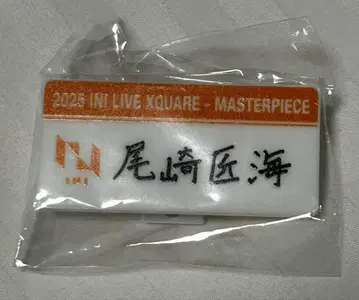 2025 INI LIVE XQUARE - MASTERPIECE
INI
尾崎匠海